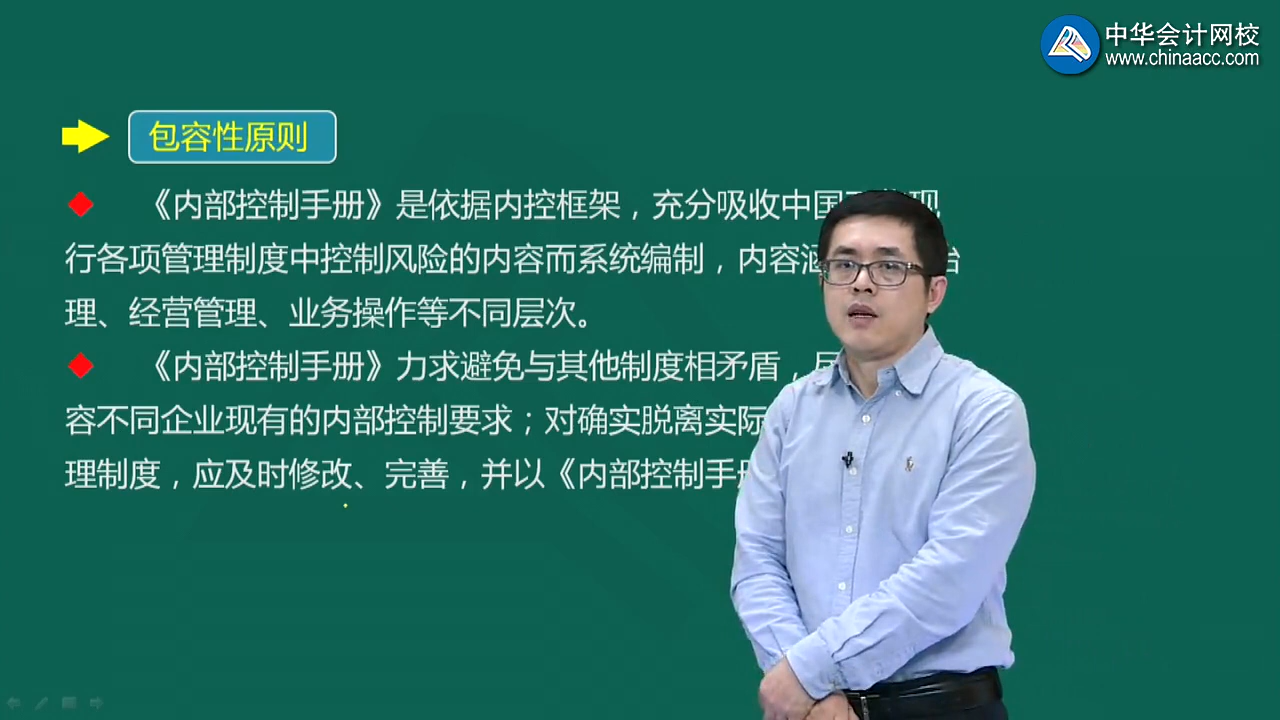 中华会计网校
www.chinaacc.com
包容性原则
《内部控制手册》是依据内控框架，充分吸收中国 现
行各项管理制度中控制风险的内容而系统编制，内容 治
理、经营管理、业务操作等不同层次。
《内部控制手册》力求避免与其他制度相矛盾，
容不同企业现有的内部控制要求；对确实脱离实际
理制度，应及时修改、完善，并以《内部控制手